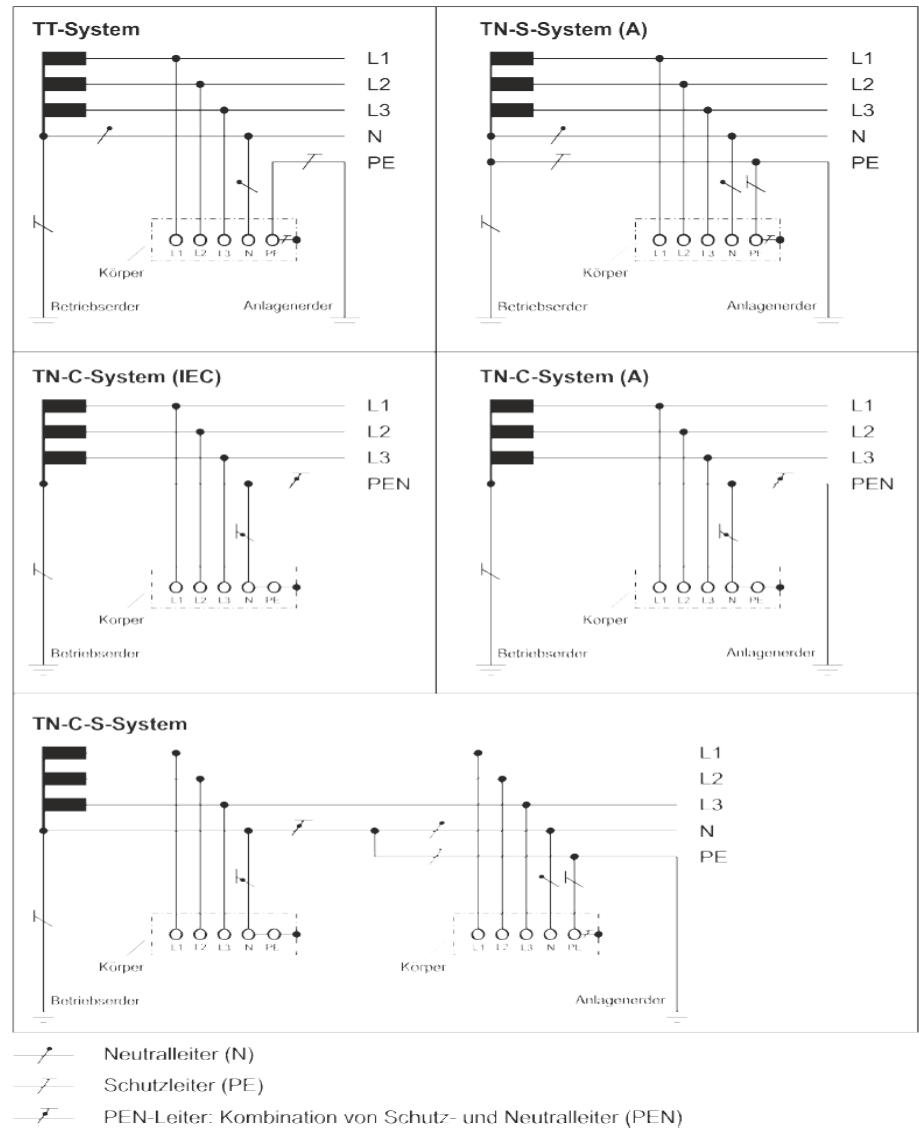 TT-System
L1
L2
L3
N
PE
L1 L2 L3 N PE
Körper
Betriebserder
Anlagenerder
TN-S-System (A)
L1
L2
L3
N
PE
L1 L2 L3 N PE
Körper
Betriebserder
Anlagenerder
TN-C-System (IEC)
L1
L2
L3
PEN
L1 L2 L3 N PE
Körper
Betriebserder
TN-C-System (A)
L1
L2
L3
PEN
L1 L2 L3 N PE
Körper
Betriebserder
Anlagenerder
TN-C-S-System
L1
L2
L3
N
PE
L1 L2 L3 N PE
L1 L2 L3 N PE
Körper
Körper
Betriebserder
Anlagenerder
Neutralleiter (N)
Schutzleiter (PE)
PEN-Leiter: Kombination von Schutz- und Neutralleiter (PEN)